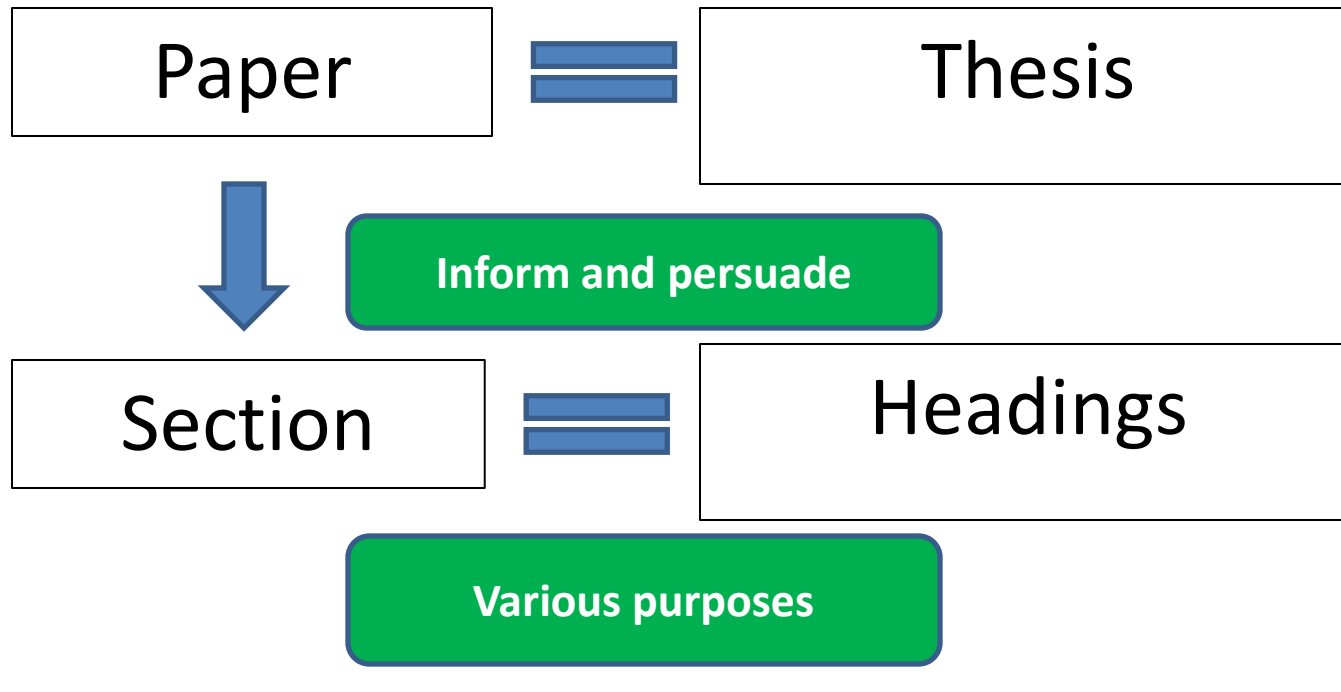 Paper
Thesis
Inform and persuade
Section
Headings
Various purposes